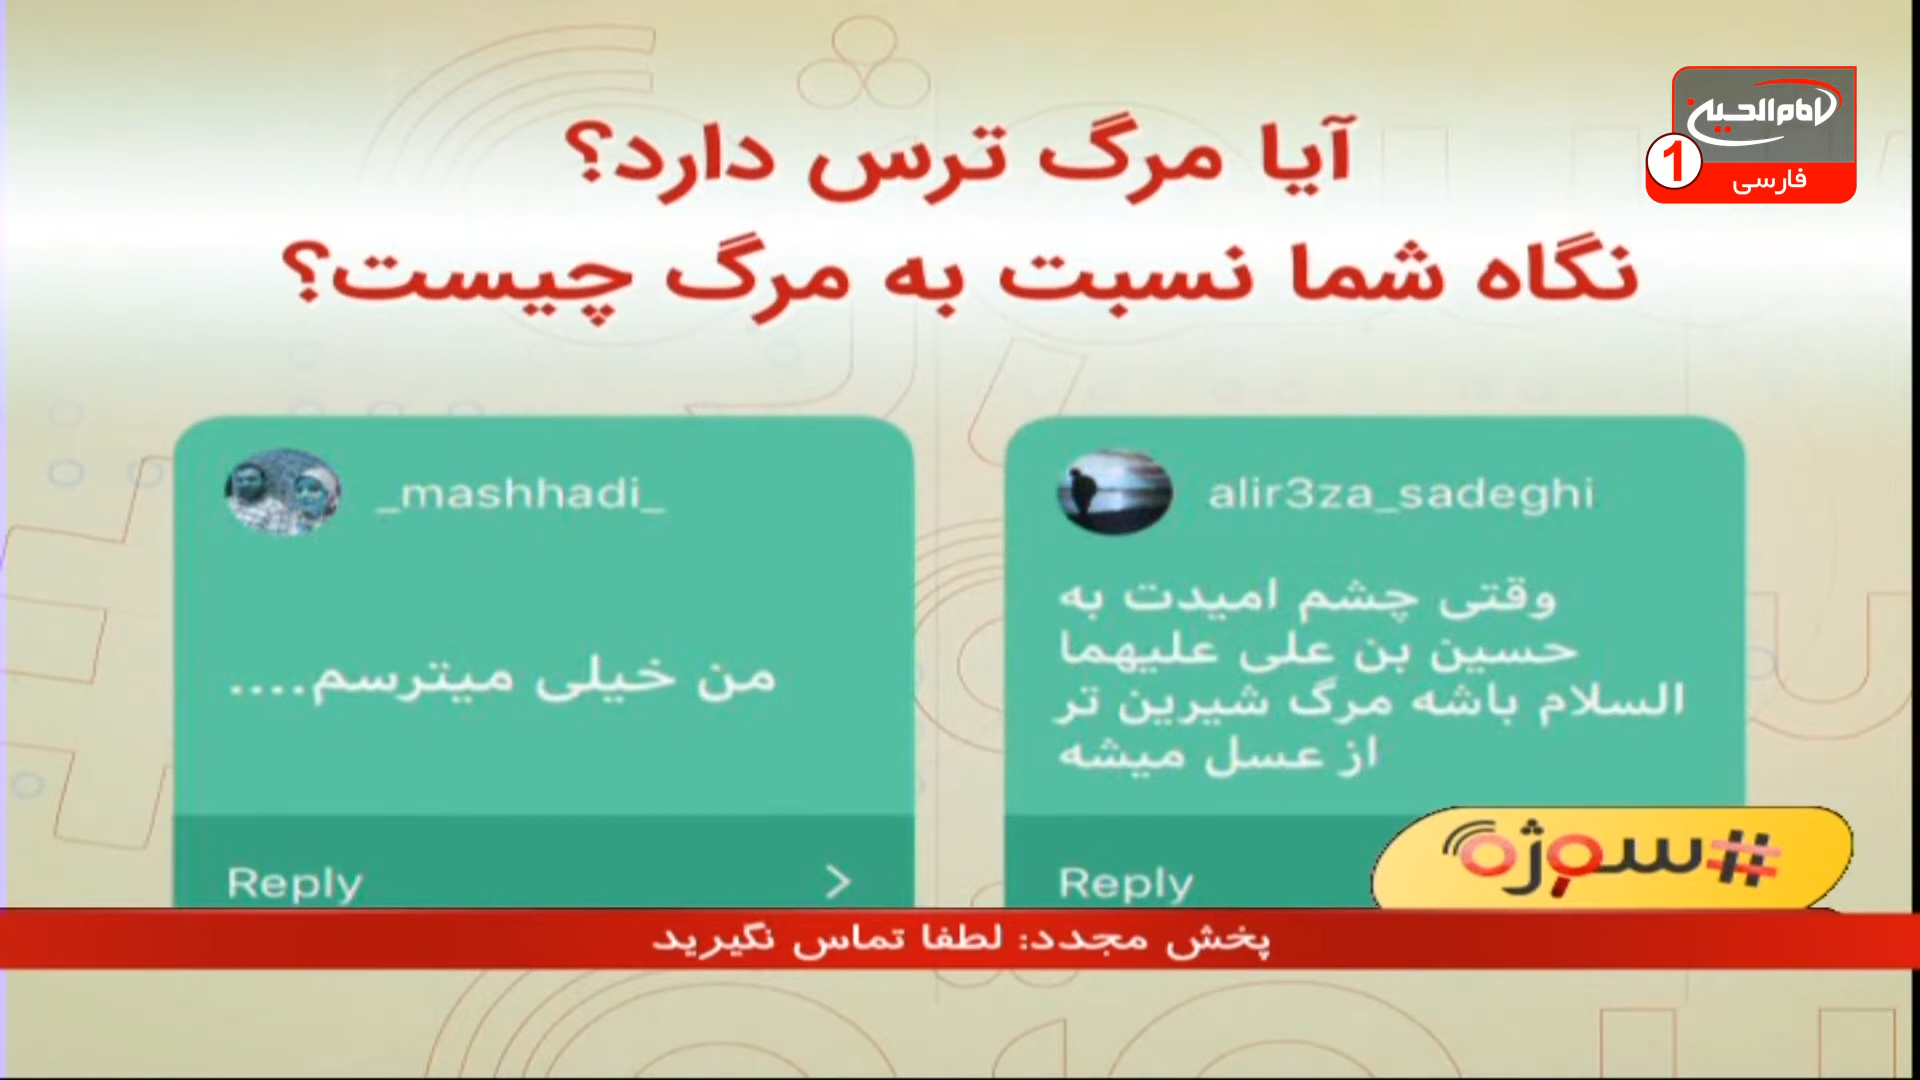 آیا مرگ ترس دارد؟
نگاه شما نسبت به مرگ چیست؟
امام الحسین
1
فارسی
alir3za_sadeghi
وقتی چشم امیدت به
حسین بن علی علیهما
السلام باشه مرگ شیرین تر
از عسل میشه
Reply
_mashhadi_
من خیلی میترسم....
Reply
#سوژه
پخش مجدد: لطفا تماس نگیرید